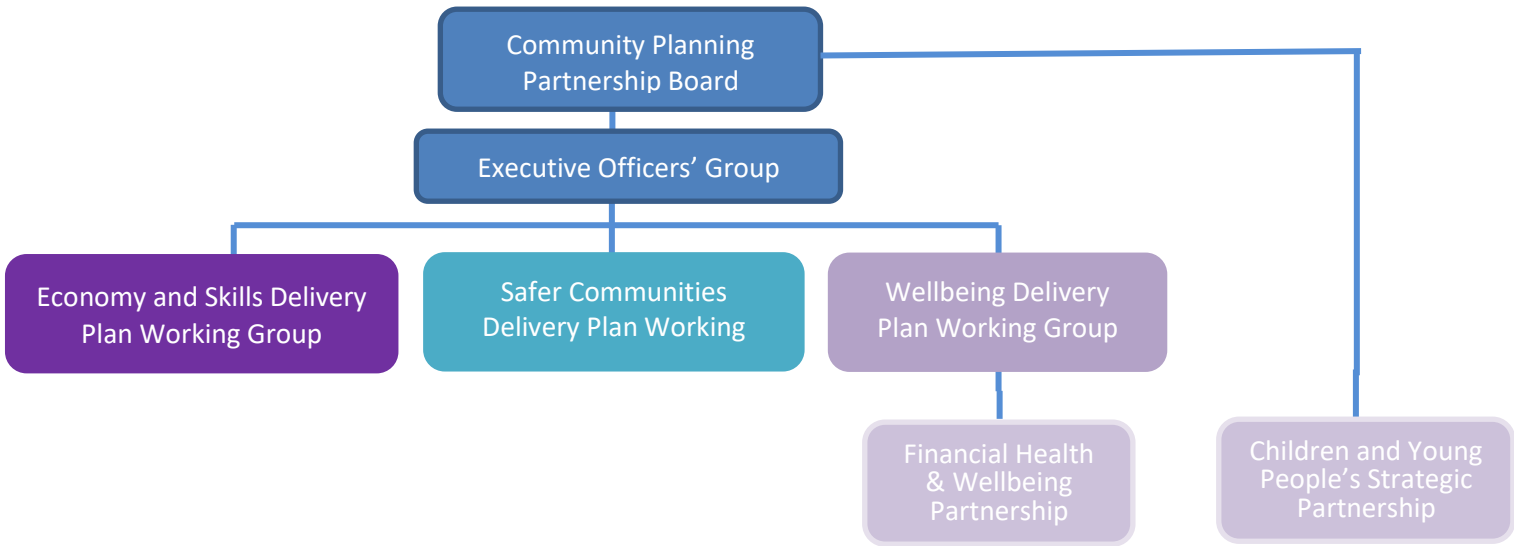 Community Planning
Partnership Board
Executive Officers’ Group
Economy and Skills Delivery
Plan Working Group
Safer Communities
Delivery Plan Working
Wellbeing Delivery
Plan Working Group
Financial Health
& Wellbeing
Partnership
Children and Young
People’s Strategic
Partnership